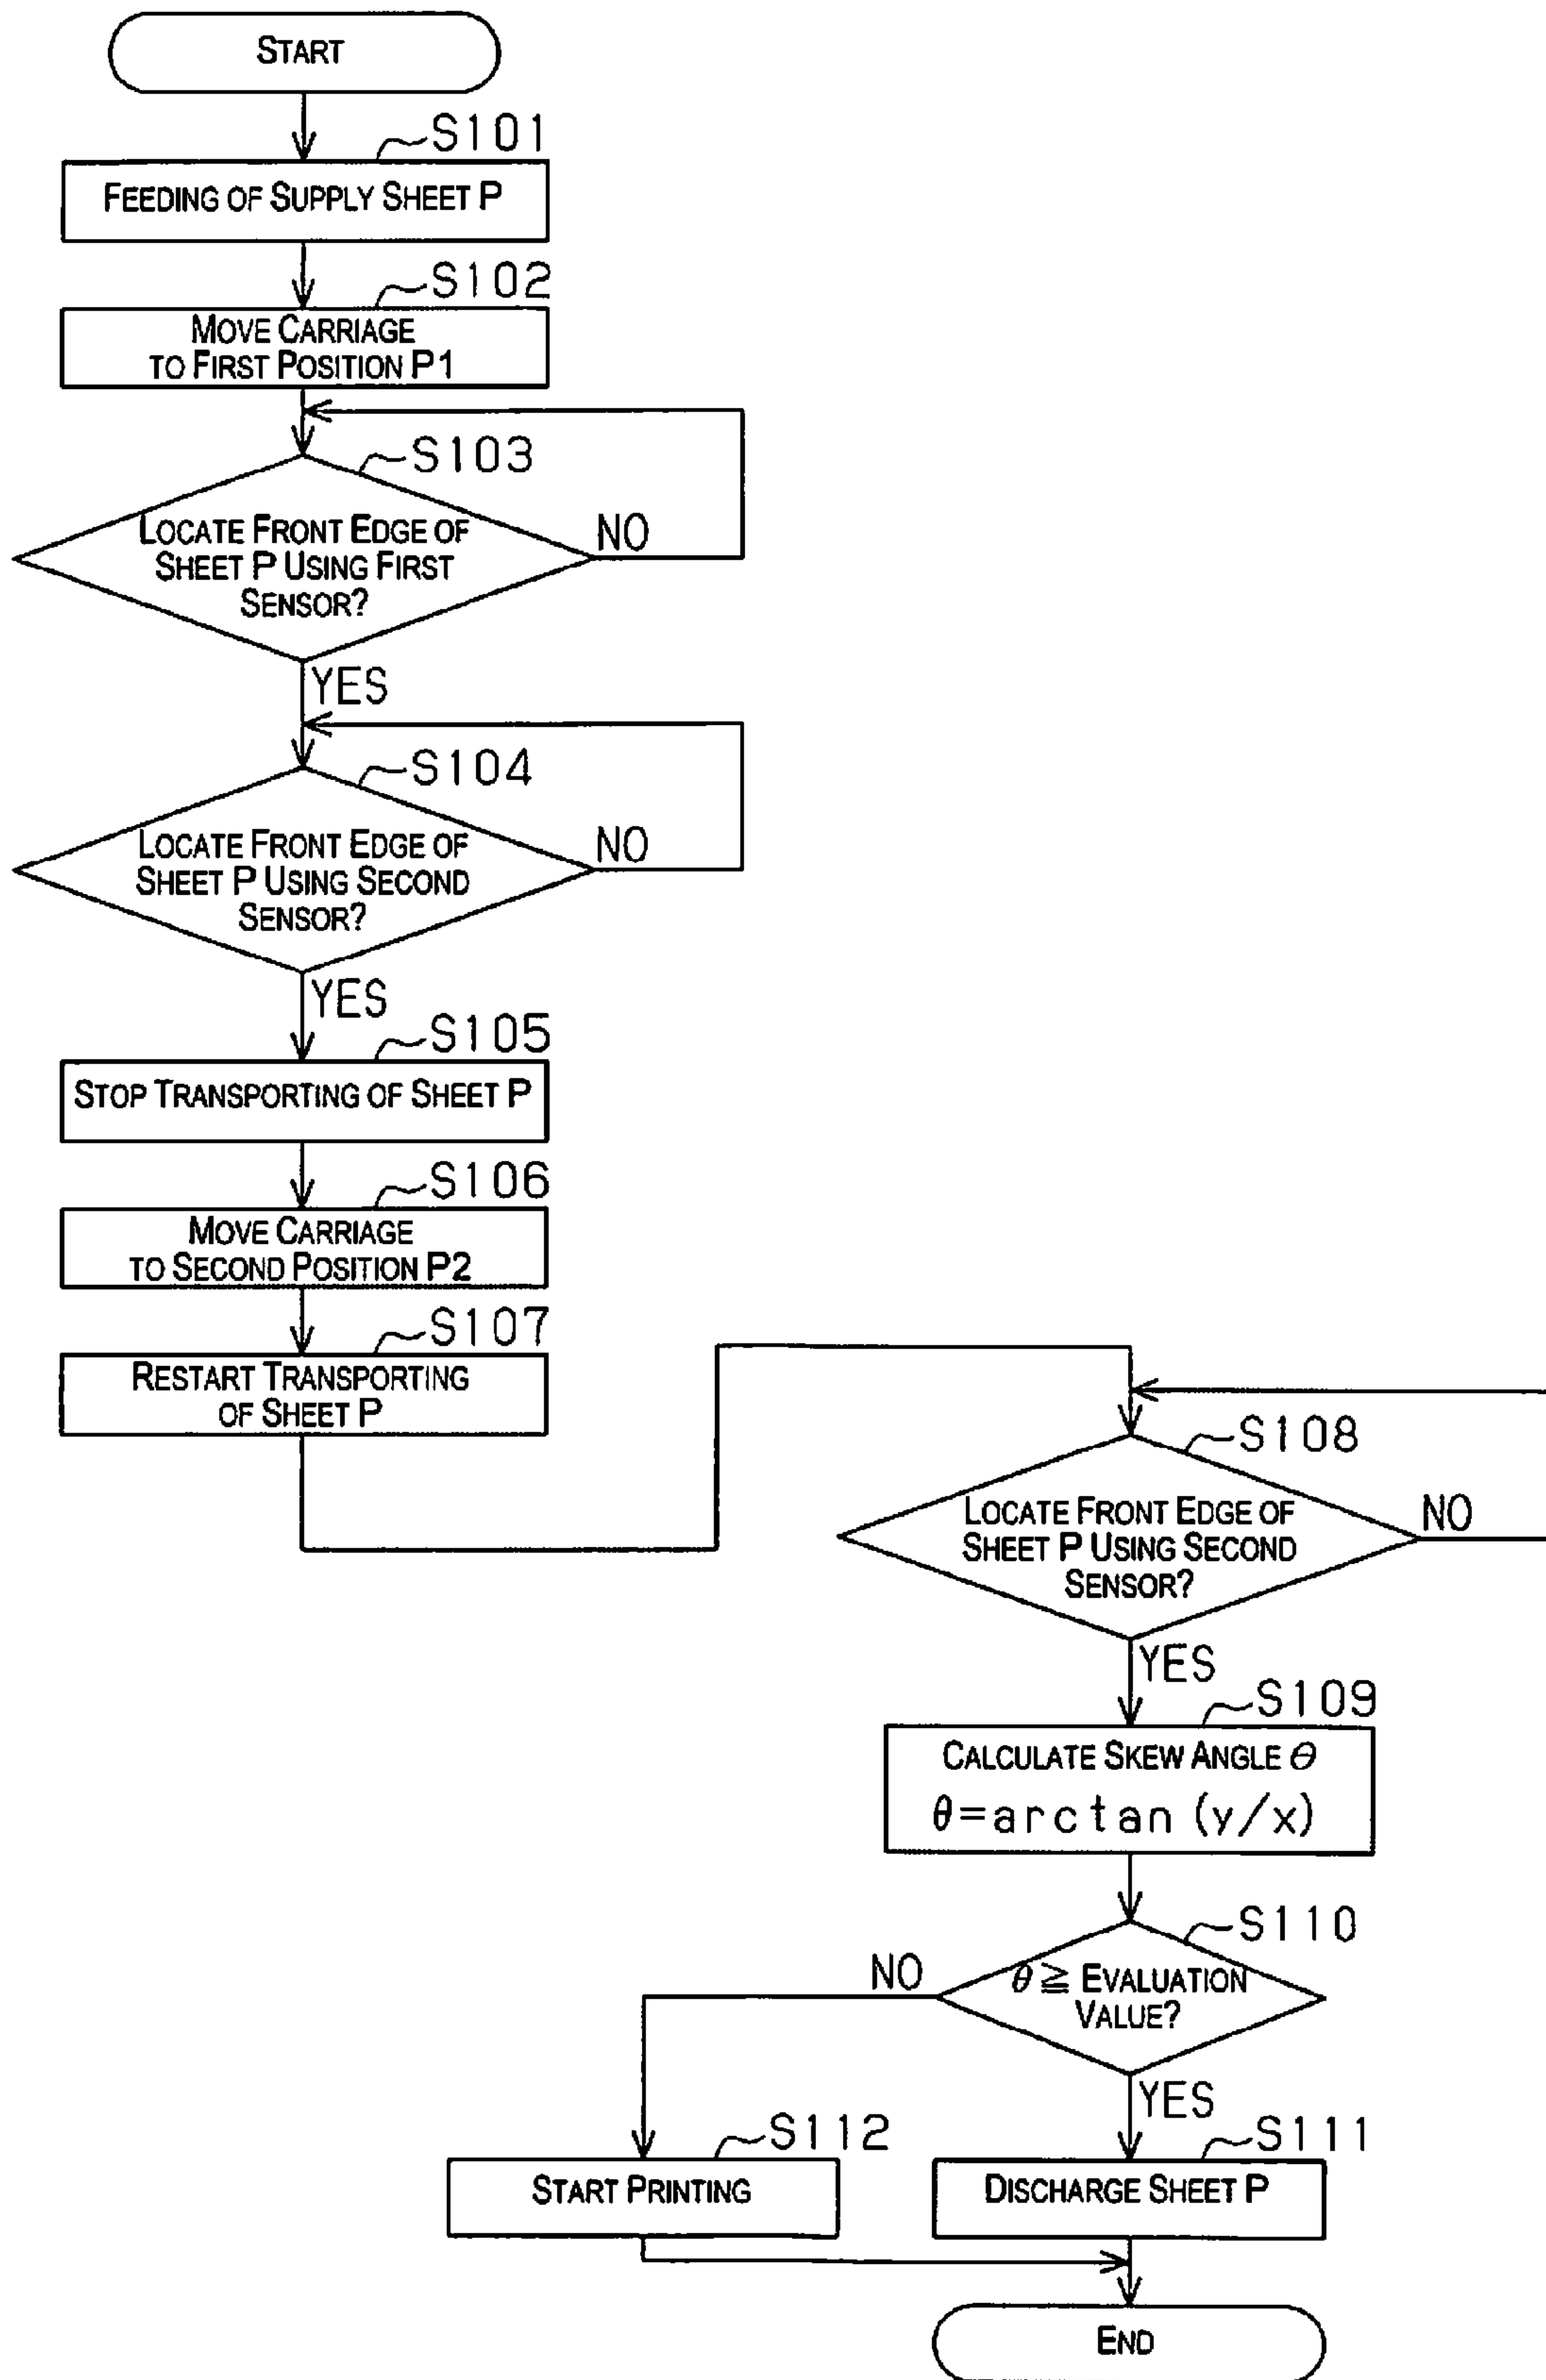 START
S101
FEEDING OF SUPPLY SHEET P
S102
MOVE CARRIAGE
TO FIRST POSITION P1
S103
LOCATE FRONT EDGE OF
SHEET P USING FIRST
SENSOR?
NO
YES
S104
LOCATE FRONT EDGE OF
SHEET P USING SECOND
SENSOR?
NO
YES
S105
STOP TRANSPORTING OF SHEET P
S106
MOVE CARRIAGE
TO SECOND POSITION P2
S107
RESTART TRANSPORTING
OF SHEET P
S108
LOCATE FRONT EDGE OF
SHEET P USING SECOND
SENSOR?
NO
YES
S109
CALCULATE SKEW ANGLE θ
θ=arctan (y/x)
S110
θ ≧ EVALUATION
VALUE?
NO
YES
S112
START PRINTING
S111
DISCHARGE SHEET P
END